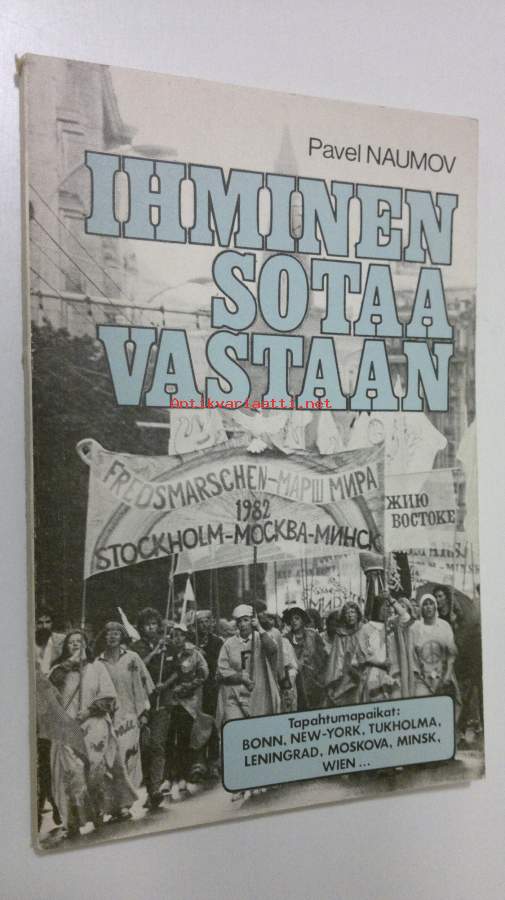 Pavel NAUMOV
IHMINEN
SOTAA
VASTAAN
Antikvariaatti.net
FREDSMARSCHEN-МАРШ МИРА
1982
STOCKHOLM-МОСКВА-МИНСК
ЖИЮ
ВОСТОКЕ
Tapahtumapaikat:
BONN, NEW-YORK, TUKHOLMA,
LENINGRAD, MOSKOVA, MINSK,
WIEN ...